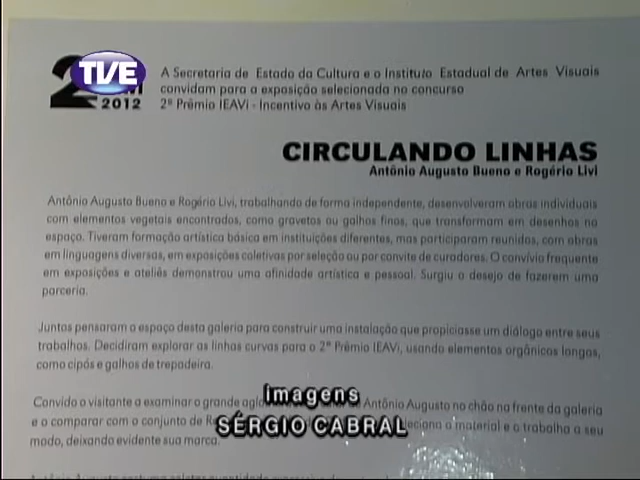 2
TVE
AM
2012
A Secretaria de Estado da Cultura e o Instituto Estadual de Artes Visuais
convidam para a exposição selecionada no concurso
2º Prêmio IEAVi - Incentivo às Artes Visuais
CIRCULANDO LINHAS
Antônio Augusto Bueno e Rogério Livi
Antônio Augusto Bueno e Rogério Livi, trabalhando de forma independente, desenvolveram obras individuais
com elementos vegetais encontrados, como gravetos ou galhos finos, que transformam em desenhos no
espaço. Tiveram formação artística básica em instituições diferentes, mas participaram reunidos, com obras
em linguagens diversas, em exposições coletivas por seleção ou por convite de curadores. O convívio frequente
em exposições e ateliês demonstrou uma afinidade artística e pessoal. Surgiu o desejo de fazerem uma
parceria.
Juntos pensaram o espaço desta galeria para construir uma instalação que propiciasse um diálogo entre seus
trabalhos. Decidiram explorar as linhas curvas para o 2º Prêmio IEAVi, usando elementos orgânicos longos,
como cipós e galhos de trepadeira.
Convido o visitante a examinar o grande de Antônio Augusto no chão na frente da galeria
e o comparar com o conjunto de o material e o trabalha a seu
modo, deixando evidente sua marca.
Imagens
SÉRGIO CABRAL
Antônio Augusto